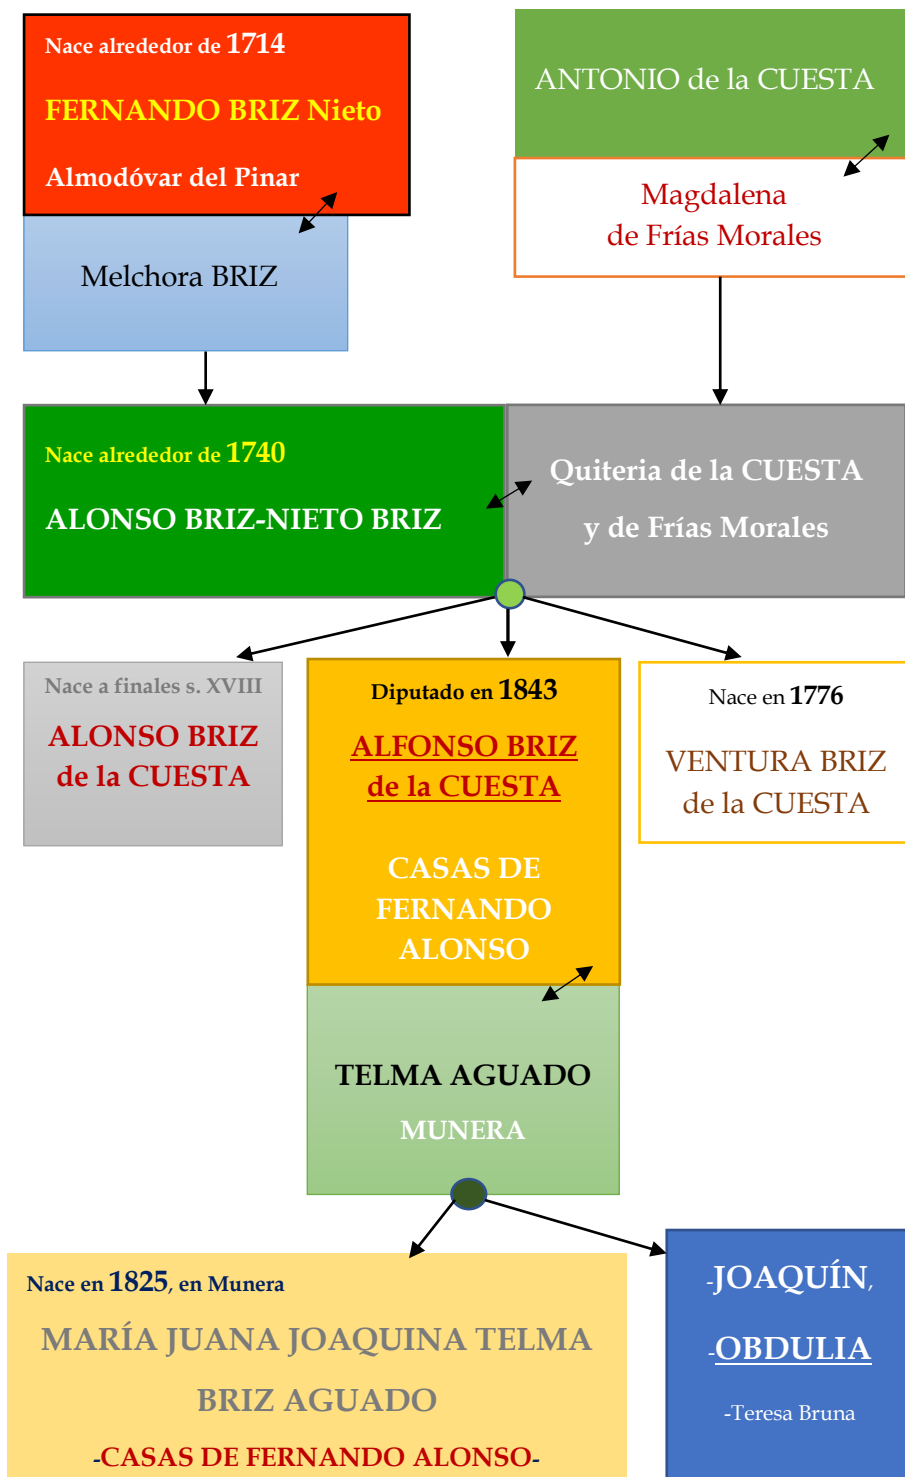 Nace alrededor de 1714
FERNANDO BRIZ Nieto
Almodóvar del Pinar
Melchora BRIZ
ANTONIO de la CUESTA
Magdalena
de Frías Morales
Nace alrededor de 1740
ALONSO BRIZ-NIETO BRIZ
Quiteria de la CUESTA
y de Frías Morales
Nace a finales s. XVIII
ALONSO BRIZ
de la CUESTA
Diputado en 1843
ALFONSO BRIZ
de la CUESTA
CASAS DE
FERNANDO
ALONSO
Nace en 1776
VENTURA BRIZ
de la CUESTA
TELMA AGUADO
MUNERA
Nace en 1825, en Munera
MARÍA JUANA JOAQUINA TELMA
BRIZ AGUADO
-CASAS DE FERNANDO ALONSO-
-JOAQUÍN,
-OBDULIA
-Teresa Bruna